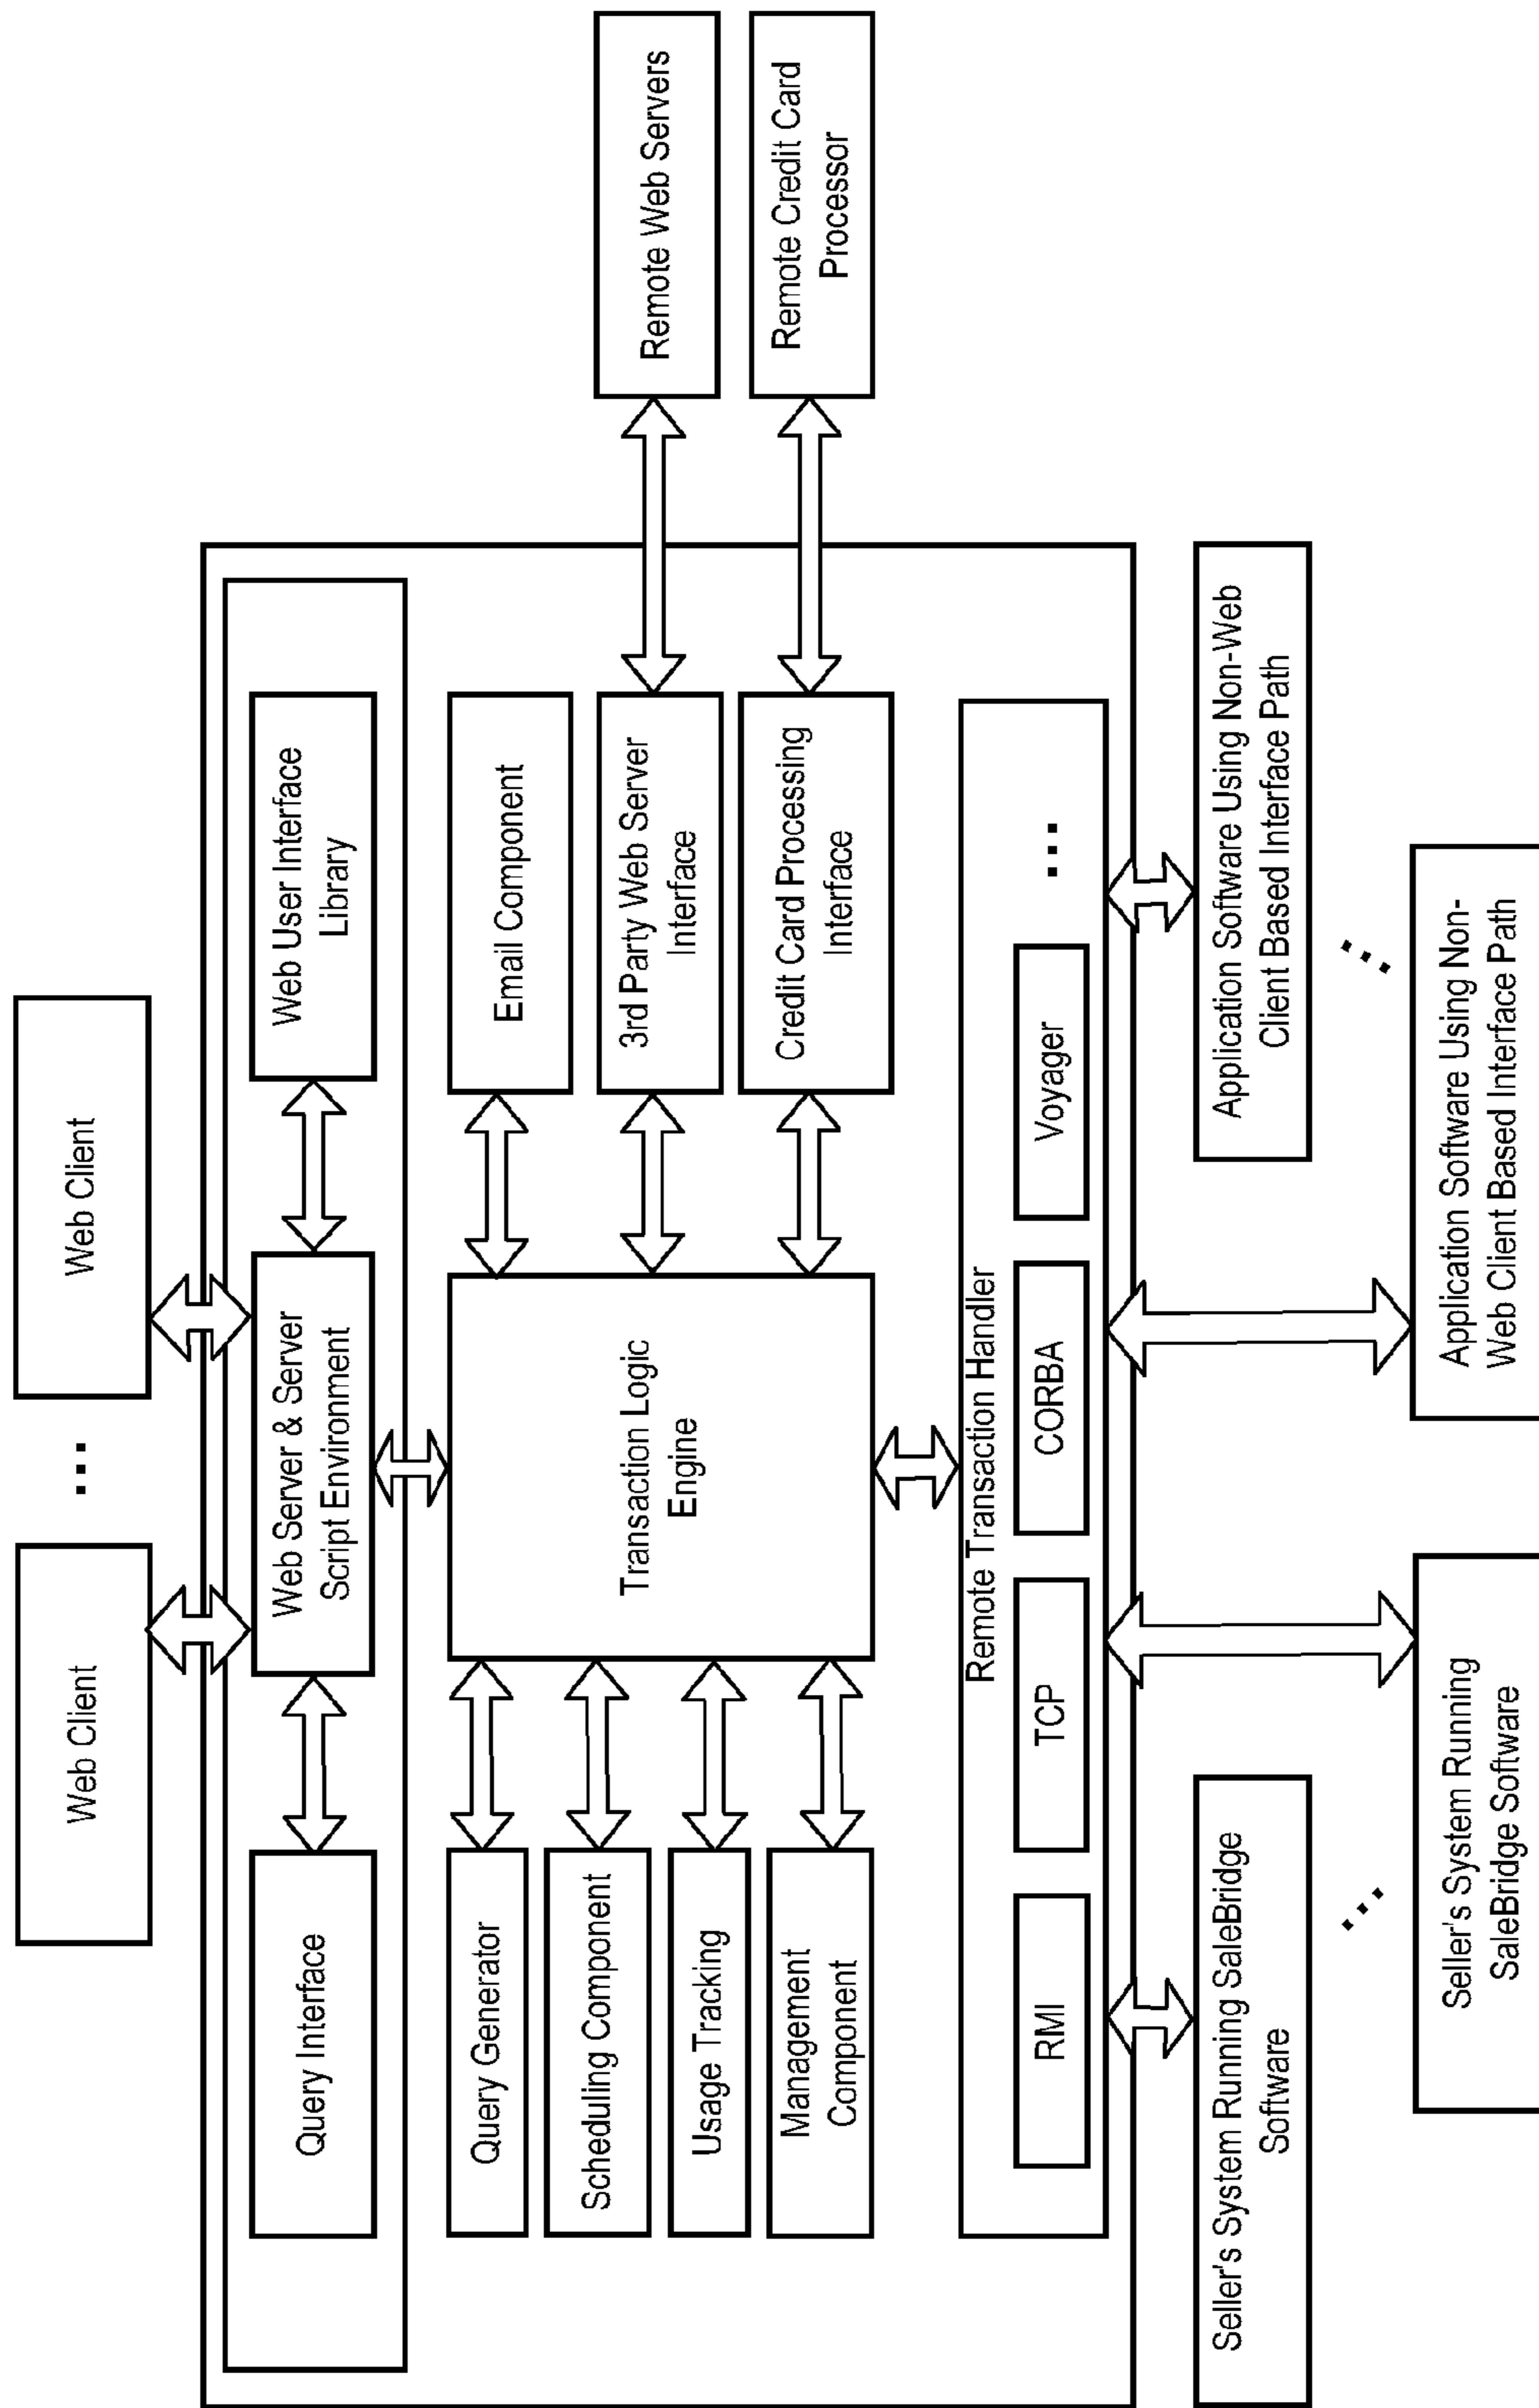 Web Client
...
Web Client
Query Interface
Web Server & Server
Script Environment
Web User Interface
Library
Query Generator
Scheduling Component
Usage Tracking
Management
Component
Transaction Logic
Engine
Email Component
3rd Party Web Server
Interface
Credit Card Processing
Interface
Remote Web Servers
Remote Credit Card
Processor
Remote Transaction Handler
RMI
TCP
CORBA
Voyager
...
Seller's System Running SaleBridge
Software
...
Seller's System Running
SaleBridge Software
Application Software Using Non-Web
Client Based Interface Path
...
Application Software Using Non-
Web Client Based Interface Path